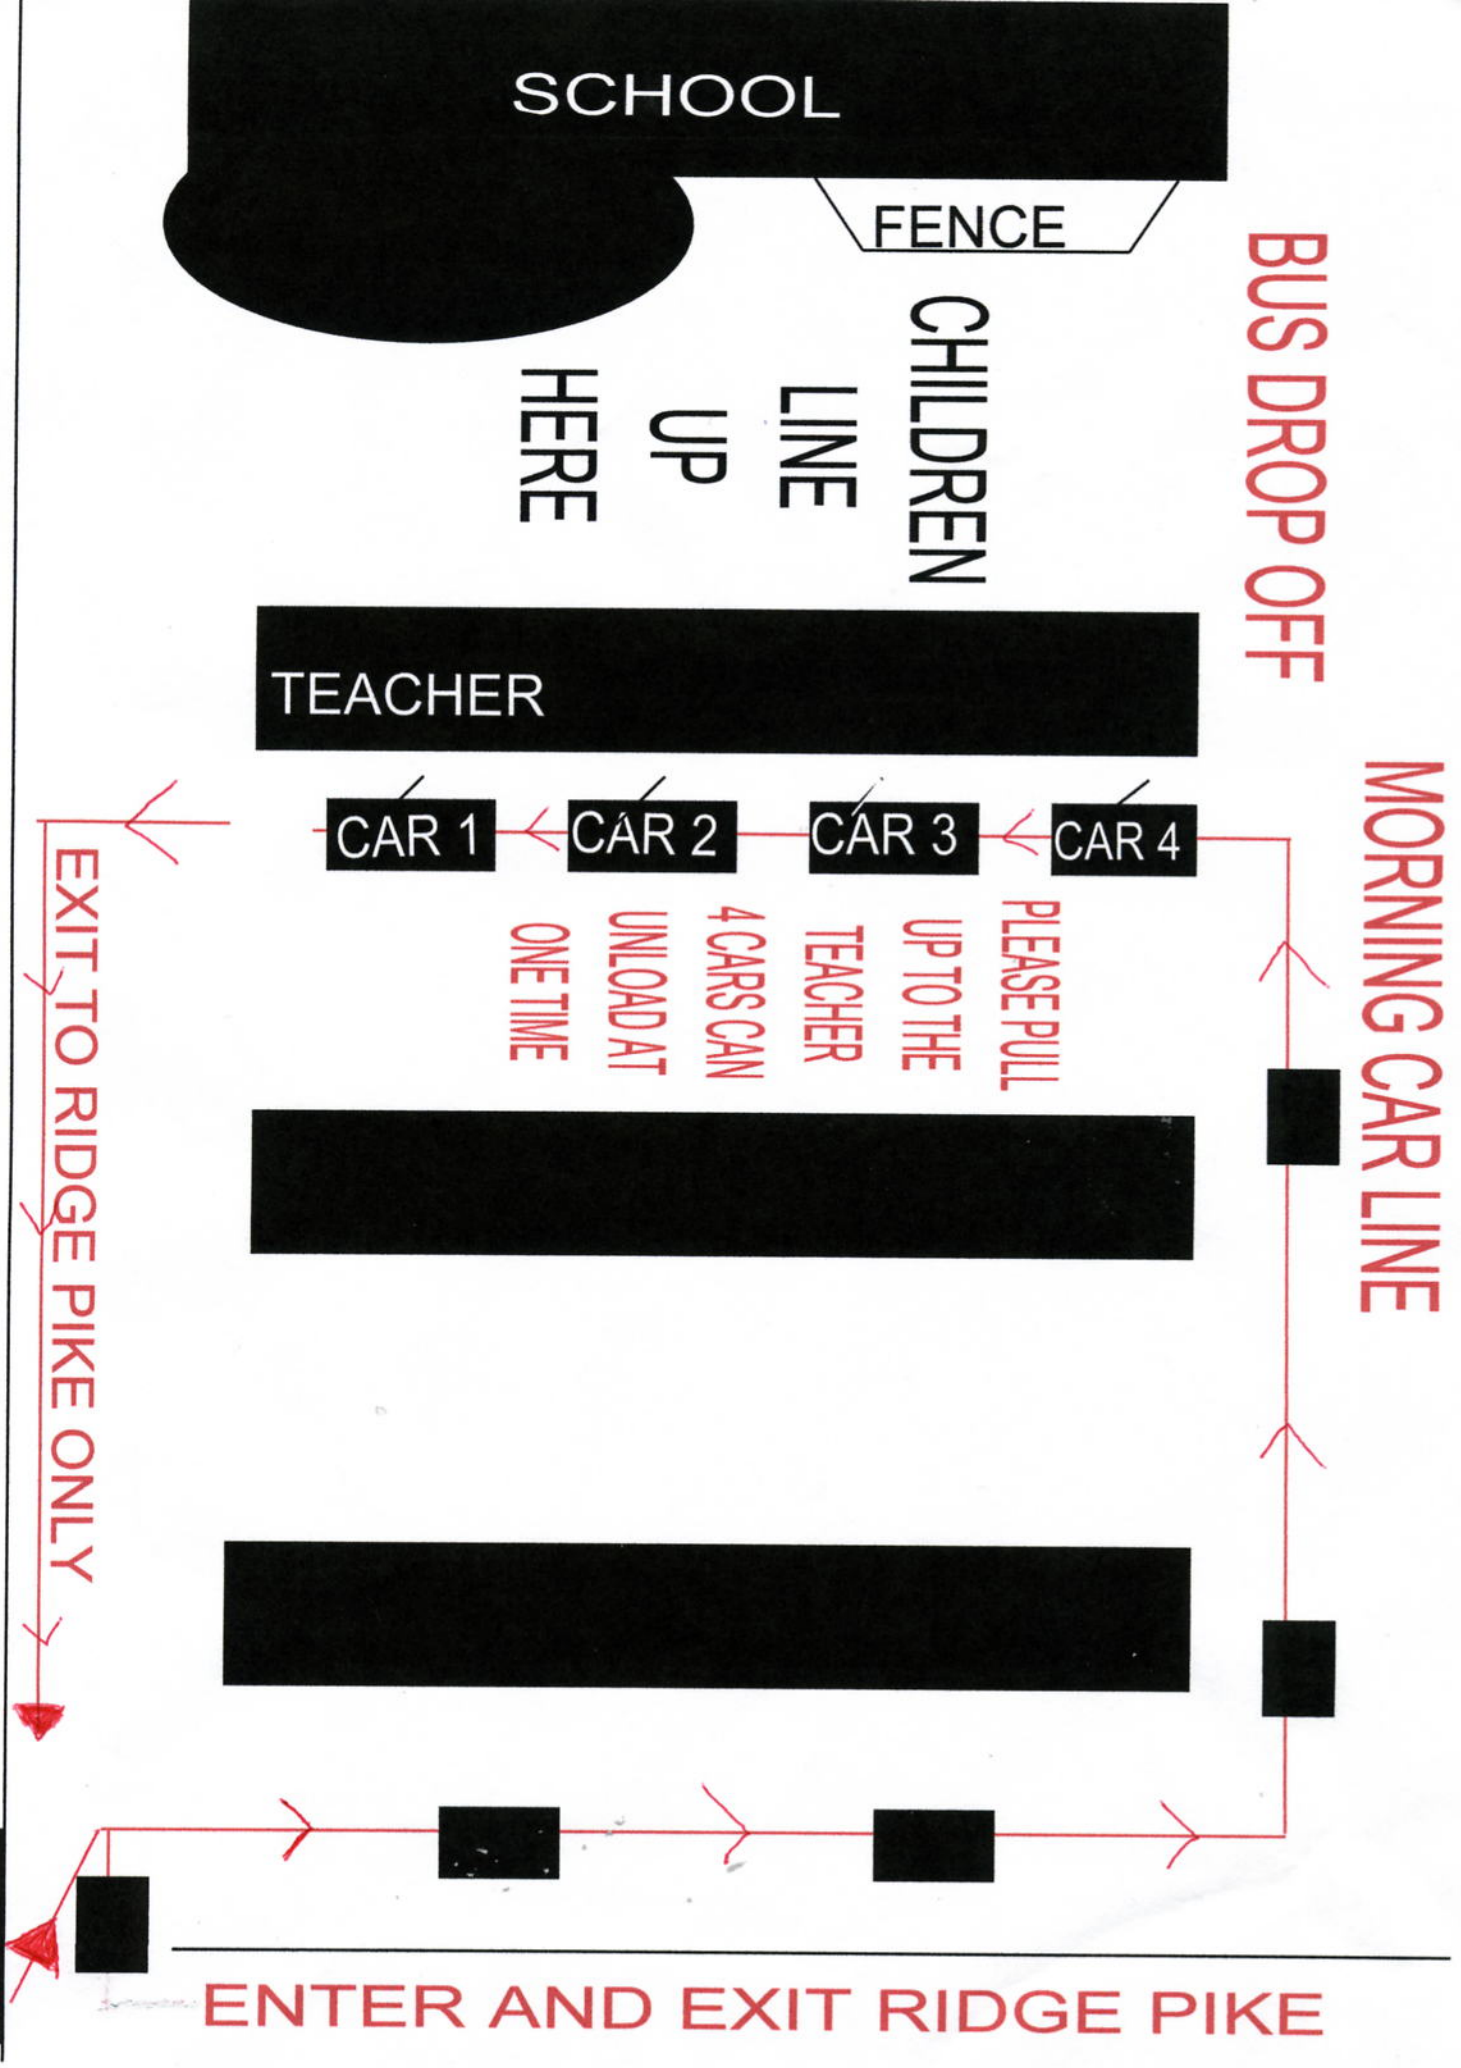 SCHOOL
FENCE
BUS DROP OFF
CHILDREN
LINE
UP
HERE
TEACHER
MORNING CAR LINE
CAR 1
CAR 2
CAR 3
CAR 4
PLEASE PULL
UP TO THE
TEACHER
4 CARS CAN
UNLOAD AT
ONE TIME
EXIT TO RIDGE PIKE ONLY
ENTER AND EXIT RIDGE PIKE